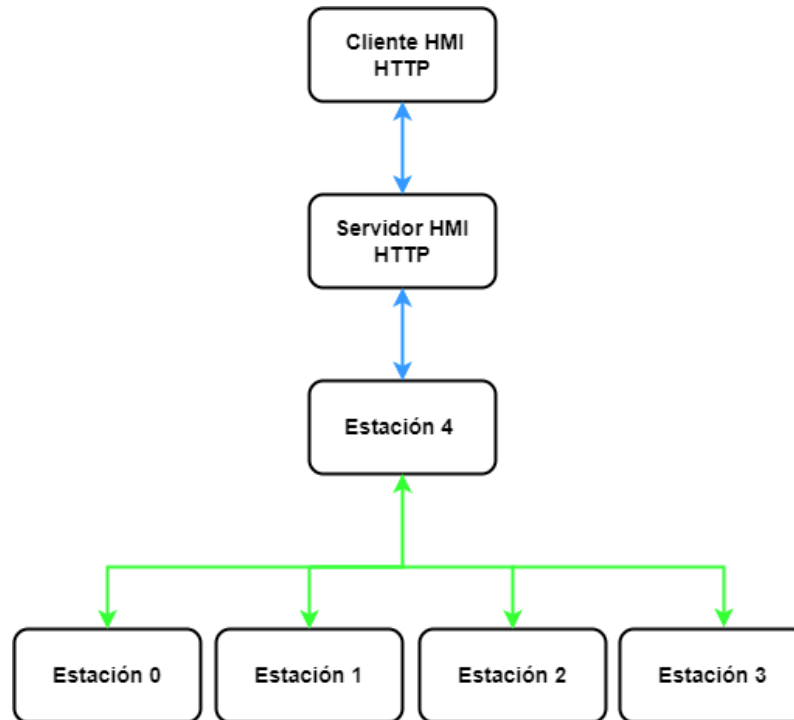 Cliente HMI
HTTP
Servidor HMI
HTTP
Estación 4
Estación 0
Estación 1
Estación 2
Estación 3